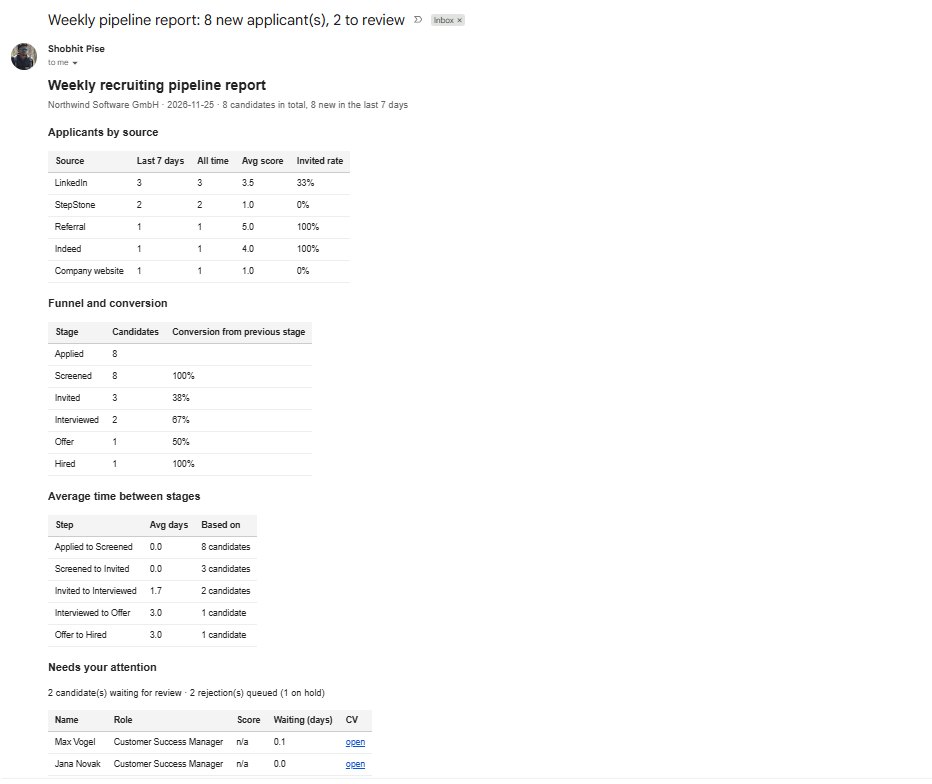 Weekly pipeline report: 8 new applicant(s), 2 to review Inbox ×
Shobhit Pise
to me
Weekly recruiting pipeline report
Northwind Software GmbH · 2026-11-25 · 8 candidates in total, 8 new in the last 7 days
Applicants by source
Source Last 7 days All time Avg score Invited rate
LinkedIn 3 3 3.5 33%
StepStone 2 2 1.0 0%
Referral 1 1 5.0 100%
Indeed 1 1 4.0 100%
Company website 1 1 1.0 0%
Funnel and conversion
Stage Candidates Conversion from previous stage
Applied 8
Screened 8 100%
Invited 3 38%
Interviewed 2 67%
Offer 1 50%
Hired 1 100%
Average time between stages
Step Avg days Based on
Applied to Screened 0.0 8 candidates
Screened to Invited 0.0 3 candidates
Invited to Interviewed 1.7 2 candidates
Interviewed to Offer 3.0 1 candidate
Offer to Hired 3.0 1 candidate
Needs your attention
2 candidate(s) waiting for review · 2 rejection(s) queued (1 on hold)
Name Role Score Waiting (days) CV
Max Vogel Customer Success Manager n/a 0.1 open
Jana Novak Customer Success Manager n/a 0.0 open